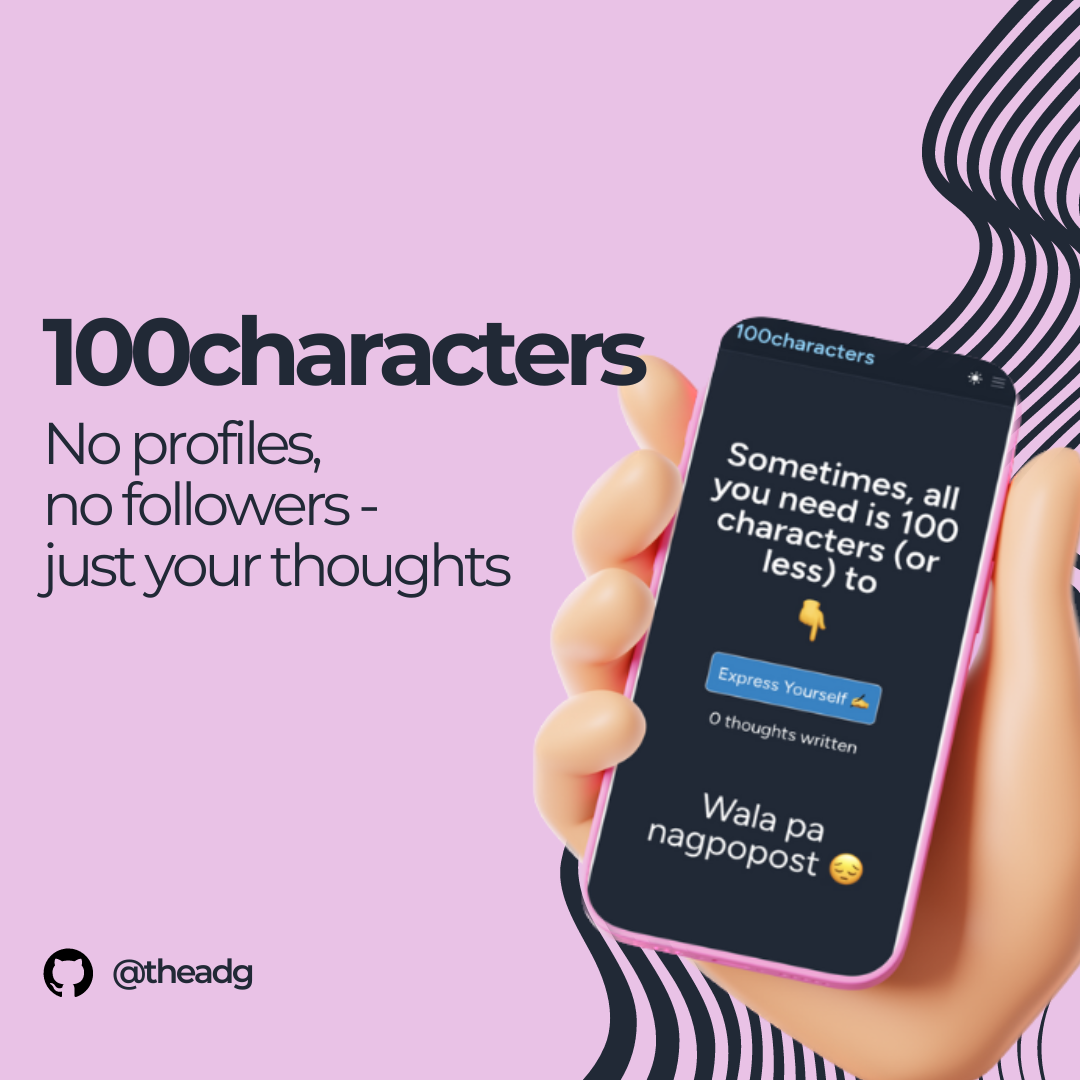 100characters
No profiles,
no followers -
just your thoughts
@theadg
100characters
Sometimes, all
you need is 100
characters (or
less) to
👇
Express Yourself ✍️
0 thoughts written
Wala pa
nagpopost 😔